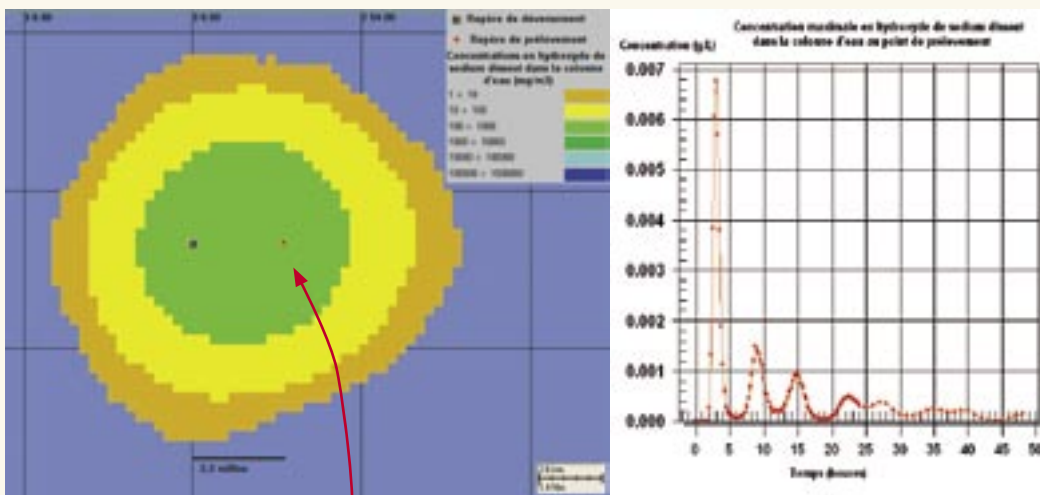 Repère de déversement
Repère de prélèvement
Concentrations en hydroxyde de
sodium dissout dans la colonne
d'eau (mg/m3)
1 - 10
10 - 100
100 - 1000
1000 - 10000
10000 - 100000
Concentration maximale en hydroxyde de sodium dissout
dans la colonne d'eau au point de prélèvement
Concentration (g/L)
0.007
0.006
0.005
0.004
0.003
0.002
0.001
0.000
0 5 10 15 20 25 30 35 40 45 50
Temps (heures)